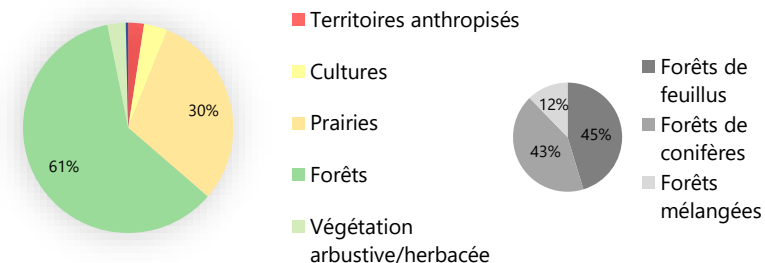 Territoires anthropisés
Cultures
Prairies
Forêts
Végétation
arbustive/herbacée
30%
61%
Forêts de
feuillus
Forêts de
conifères
Forêts
mélangées
12%
45%
43%